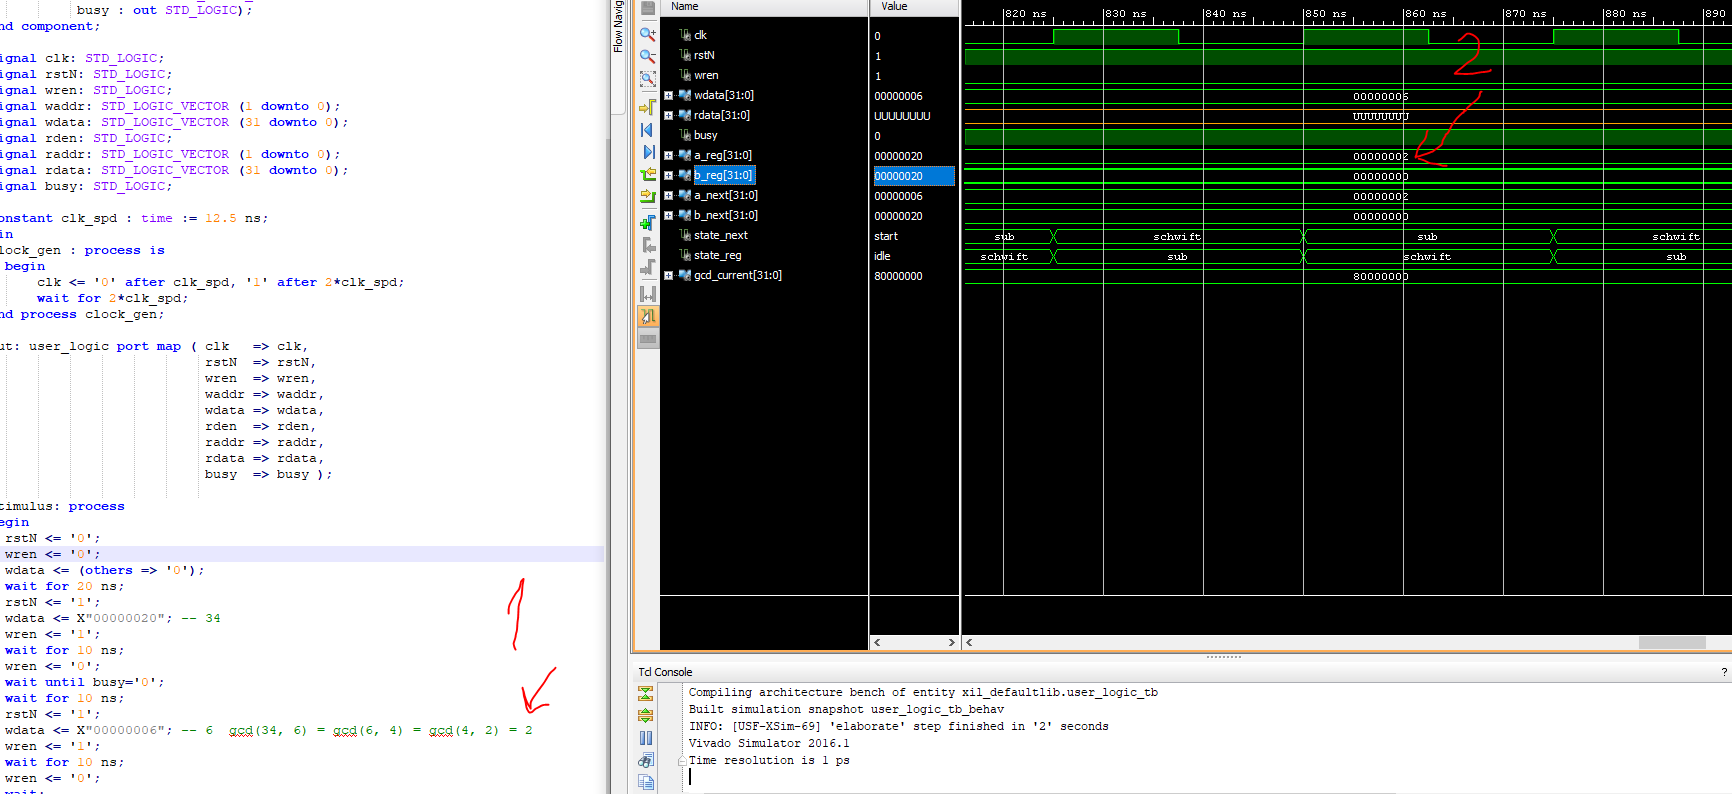 busy : out STD_LOGIC);
nd component;
ignal clk: STD_LOGIC;
ignal rstN: STD_LOGIC;
ignal wren: STD_LOGIC;
ignal waddr: STD_LOGIC_VECTOR (1 downto 0);
ignal wdata: STD_LOGIC_VECTOR (31 downto 0);
ignal rden: STD_LOGIC;
ignal raddr: STD_LOGIC_VECTOR (1 downto 0);
ignal rdata: STD_LOGIC_VECTOR (31 downto 0);
ignal busy: STD_LOGIC;
onstant clk_spd : time := 12.5 ns;
in
lock_gen : process is
begin
clk <= '0' after clk_spd, '1' after 2*clk_spd;
wait for 2*clk_spd;
nd process clock_gen;
ut: user_logic port map ( clk => clk,
rstN => rstN,
wren => wren,
waddr => waddr,
wdata => wdata,
rden => rden,
raddr => raddr,
rdata => rdata,
busy => busy );
timulus: process
egin
rstN <= '0';
wren <= '0';
wdata <= (others => '0');
wait for 20 ns;
rstN <= '1';
wdata <= X"00000020"; -- 34
wren <= '1';
wait for 10 ns;
wren <= '0';
wait until busy='0';
wait for 10 ns;
rstN <= '1';
wdata <= X"00000006"; -- 6  gcd(34, 6) = gcd(6, 4) = gcd(4, 2) = 2
wren <= '1';
wait for 10 ns;
wren <= '0';
wait;
1
Flow Navig
Name Value
clk 0
rstN 1
wren 1
wdata[31:0] 00000006
rdata[31:0] UUUUUUUU
busy 0
a_reg[31:0] 00000020
b_reg[31:0] 00000020
a_next[31:0] 00000006
b_next[31:0] 00000020
state_next start
state_reg idle
gcd_current[31:0] 80000000
820 ns 830 ns 840 ns 850 ns 860 ns 870 ns 880 ns 890
2
00000006
UUUUUUUU
00000002
00000000
00000002
00000000
sub schwift sub schwift
schwift sub schwift sub
80000000
Tcl Console ?
Compiling architecture bench of entity xil_defaultlib.user_logic_tb
Built simulation snapshot user_logic_tb_behav
INFO: [USF-XSim-69] 'elaborate' step finished in '2' seconds
Vivado Simulator 2016.1
Time resolution is 1 ps